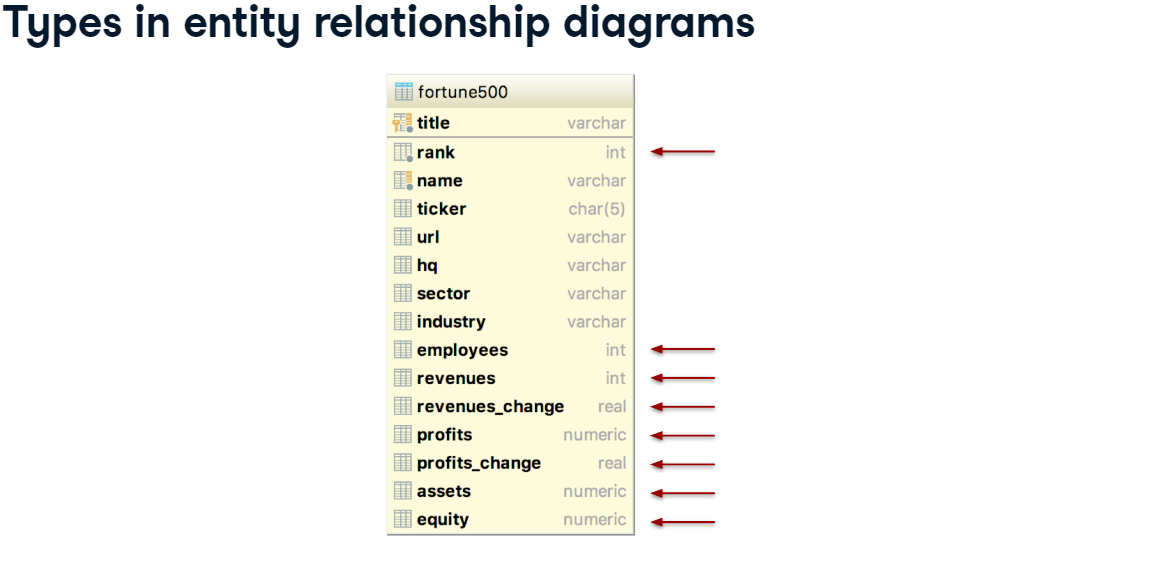 Types in entity relationship diagrams
fortune500
title varchar
rank int
name varchar
ticker char(5)
url varchar
hq varchar
sector varchar
industry varchar
employees int
revenues int
revenues_change real
profits numeric
profits_change real
assets numeric
equity numeric